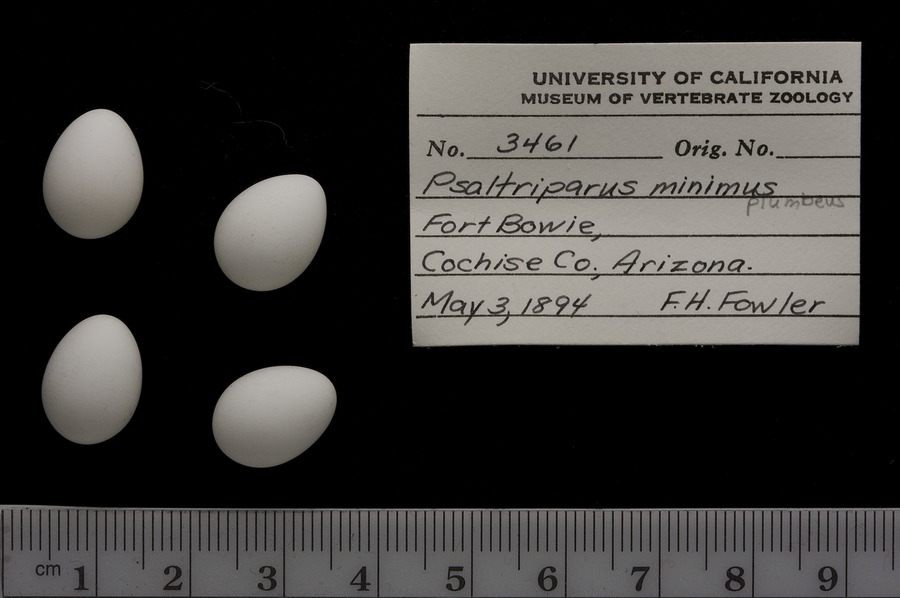 UNIVERSITY OF CALIFORNIA
MUSEUM OF VERTEBRATE ZOOLOGY
No. 3461 Orig. No.
Psaltriparus minimus
plumbeus
Fort Bowie,
Cochise Co., Arizona.
May 3, 1894 F.H. Fowler
cm 1 2 3 4 5 6 7 8 9